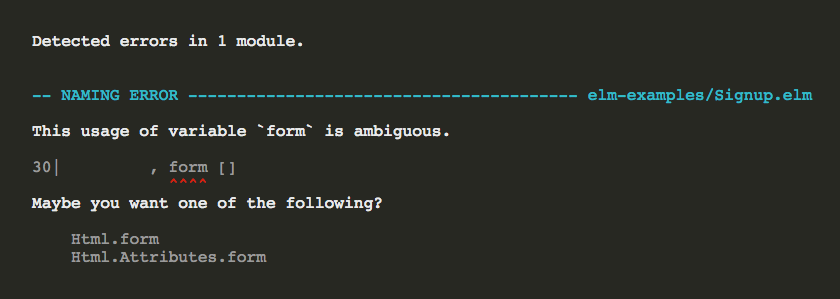 Detected errors in 1 module.
-- NAMING ERROR ---------------------------------------- elm-examples/Signup.elm
This usage of variable `form` is ambiguous.
30|         , form []
^^^^
Maybe you want one of the following?
Html.form
Html.Attributes.form